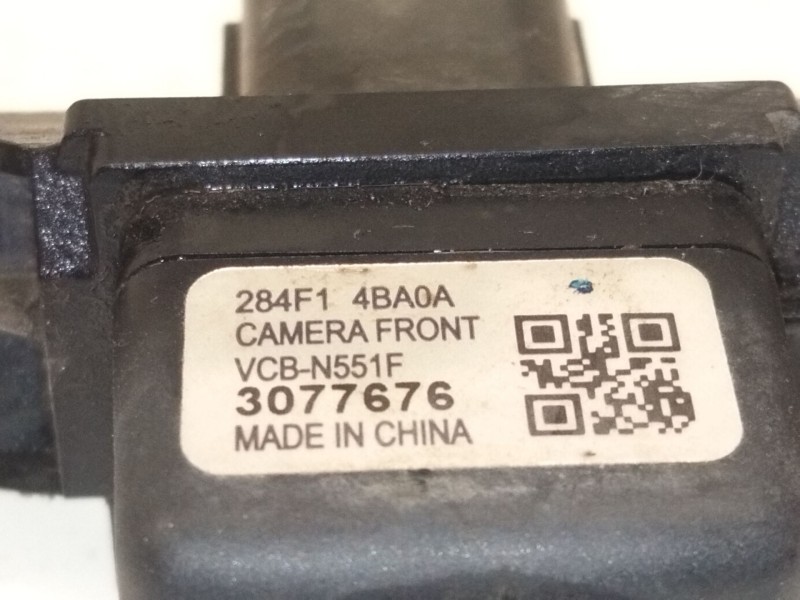 284F1 4BA0A
CAMERA FRONT
VCB-N551F
3077676
MADE IN CHINA